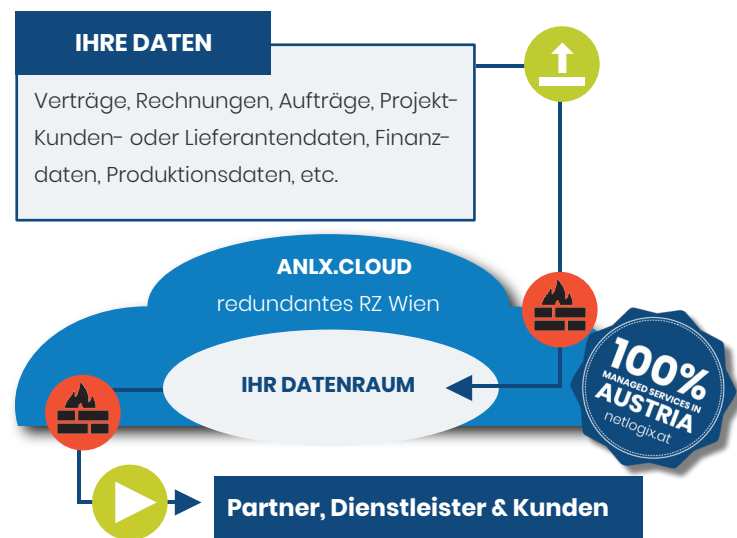 IHRE DATEN
Verträge, Rechnungen, Aufträge, Projekt-
Kunden- oder Lieferantendaten, Finanz-
daten, Produktionsdaten, etc.
ANLX.CLOUD
redundantes RZ Wien
IHR DATENRAUM
100%
MANAGED SERVICES IN
AUSTRIA
netlogix.at
Partner, Dienstleister & Kunden